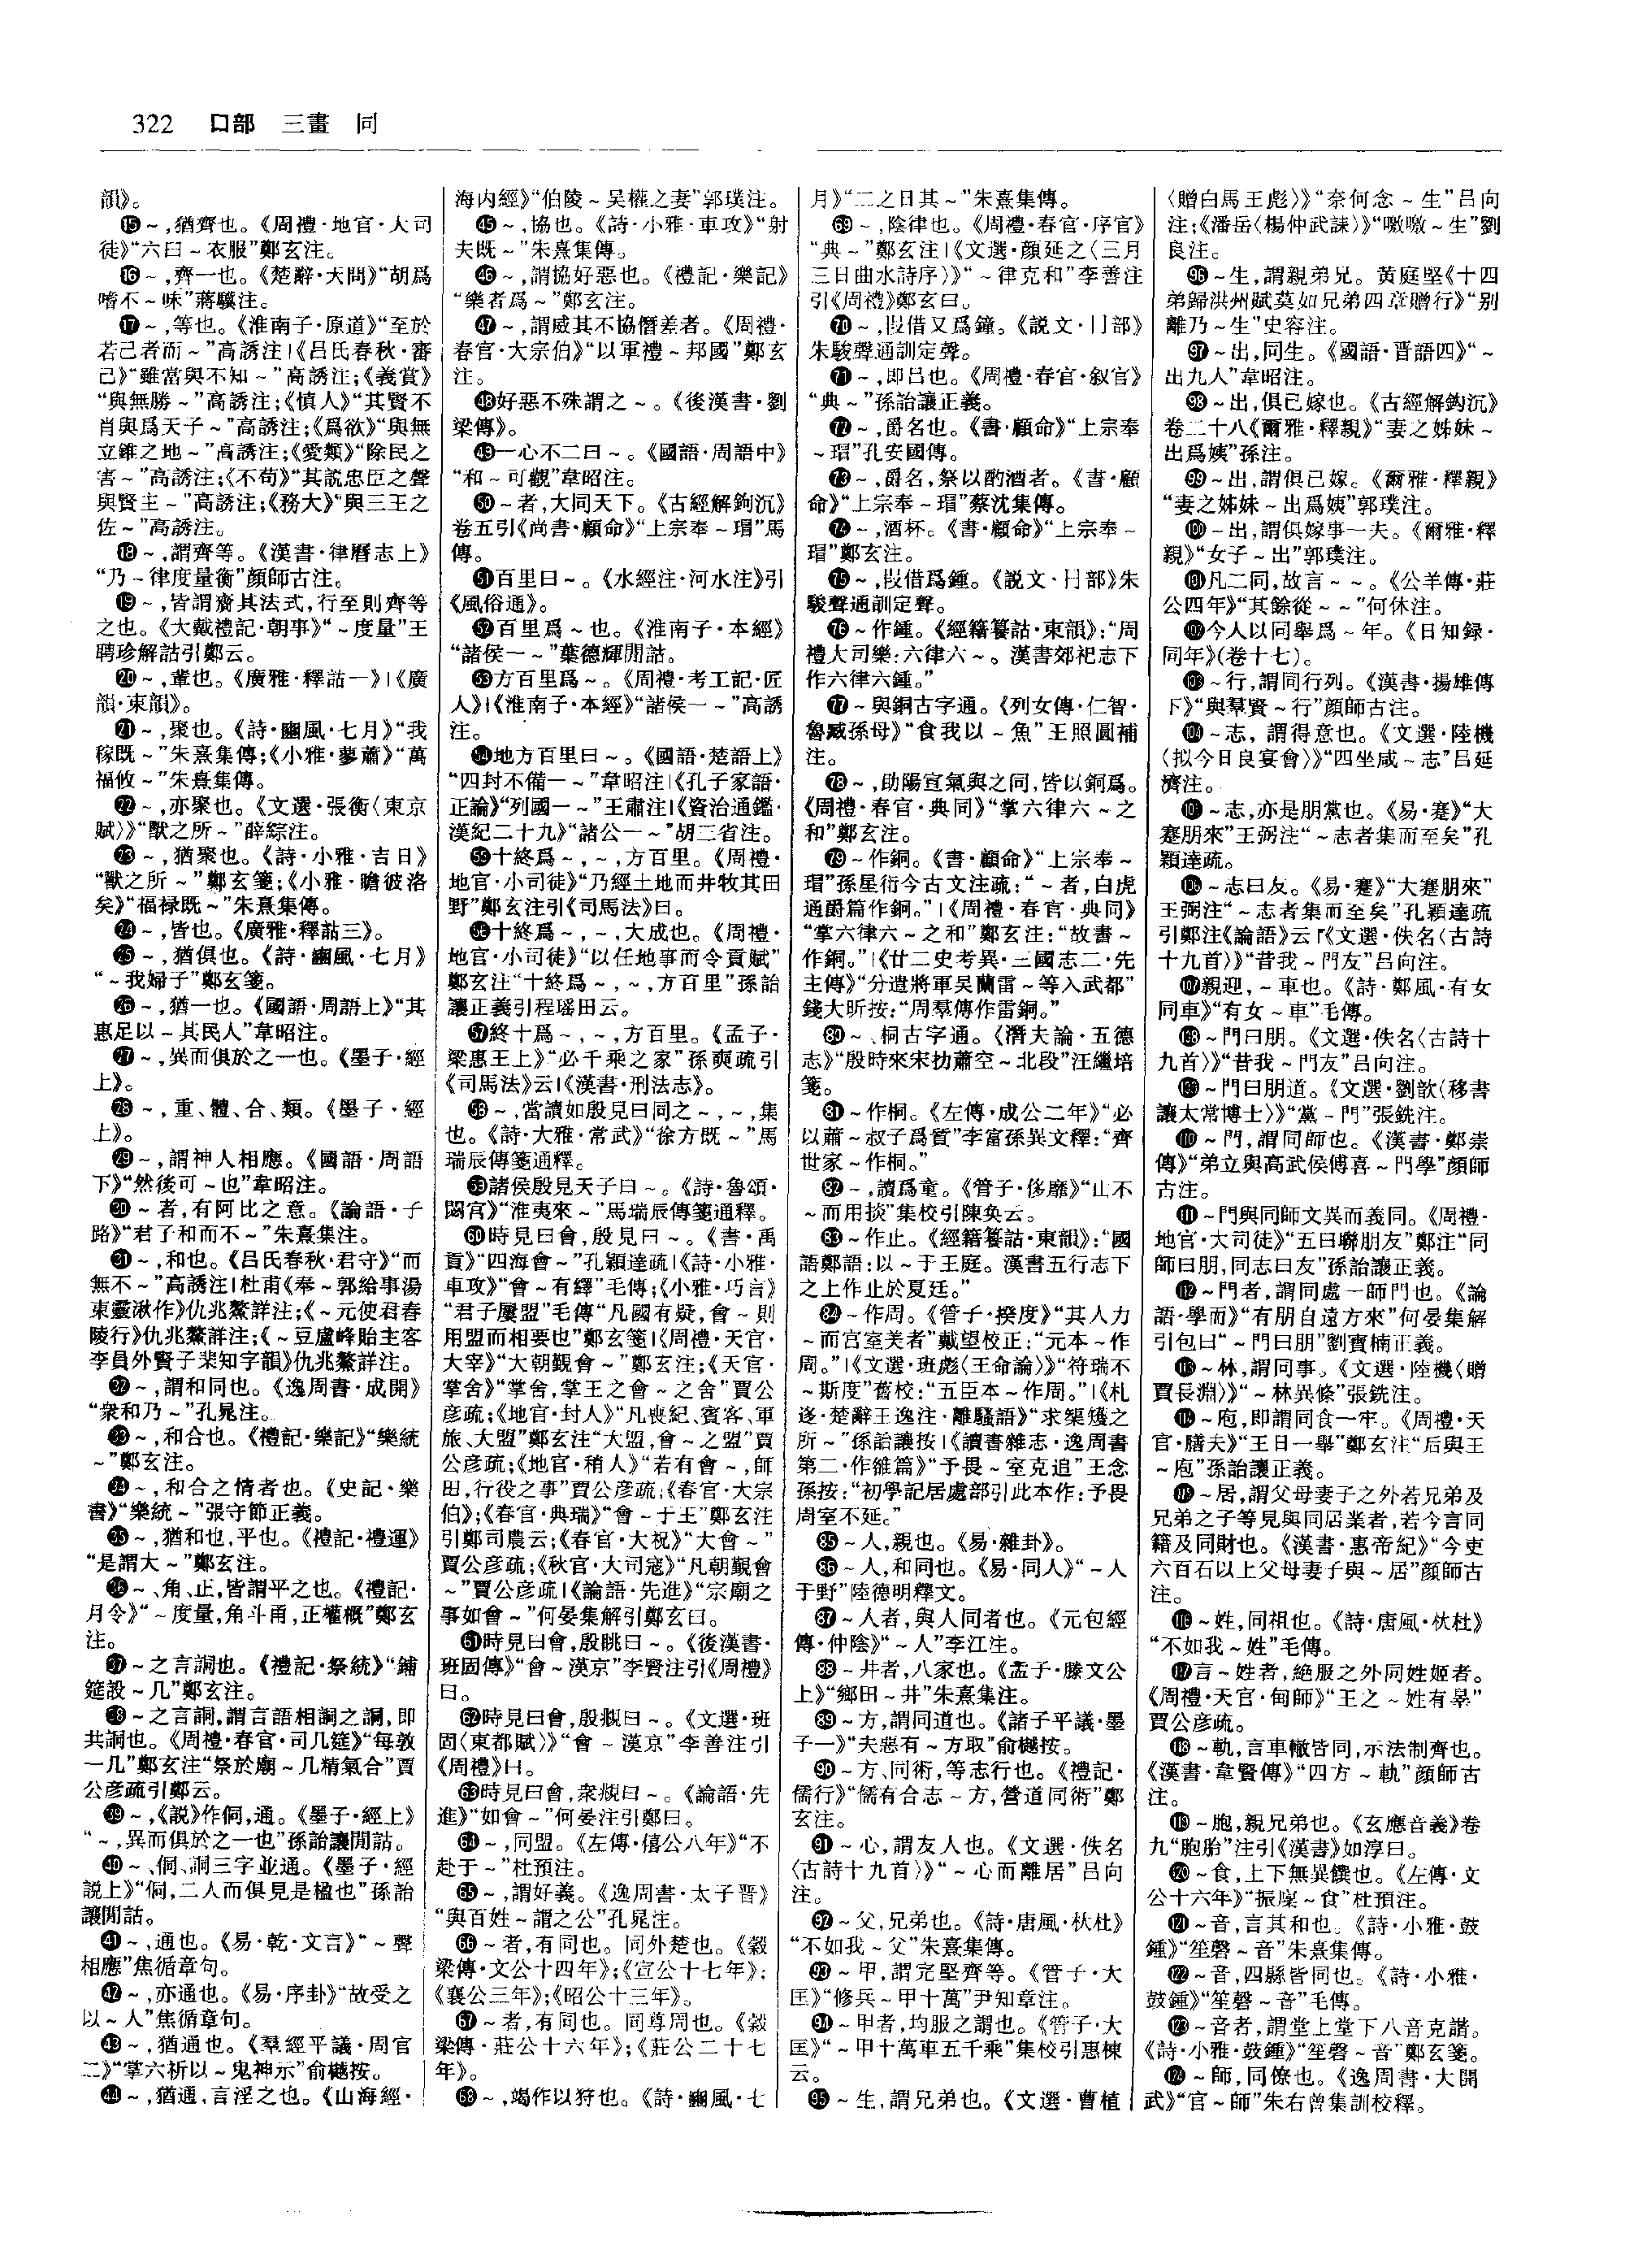 322 口部 三畫 同
韻》。
⑮～,猶齊也。《周禮·地官·大司
徒》“六曰～衣服”鄭玄注。
⑯～,齊一也。《楚辭·天問》“胡爲
嗜不～味”蔣驥注。
⑰～,等也。《淮南子·原道》“至於
若己者而～”高誘注|《吕氏春秋·審
己》“雖當與不知～”高誘注;《義賞》
“與無勝～”高誘注;《慎人》“其賢不
肖與爲天子～”高誘注;《爲欲》“與無
立錐之地～”高誘注;《愛類》“除民之
害～”高誘注;《不苟》“其説忠臣之聲
與賢主～”高誘注;《務大》“與三王之
佐～”高誘注。
⑱～,謂齊等。《漢書·律曆志上》
“乃～律度量衡”顔師古注。
⑲～,皆謂齎其法式,行至則齊等
之也。《大戴禮記·朝事》“～度量”王
聘珍解詁引鄭云。
⑳～,輩也。《廣雅·釋詁一》|《廣
韻·東韻》。
㉑～,聚也。《詩·豳風·七月》“我
稼既～”朱熹集傳;《小雅·蓼蕭》“萬
福攸～”朱熹集傳。
㉒～,亦聚也。《文選·張衡〈東京
賦〉》“獸之所～”薛綜注。
㉓～,猶聚也。《詩·小雅·吉日》
“獸之所～”鄭玄箋;《小雅·瞻彼洛
矣》“福禄既～”朱熹集傳。
㉔～,皆也。《廣雅·釋詁三》。
㉕～,猶俱也。《詩·豳風·七月》
“～我婦子”鄭玄箋。
㉖～,猶一也。《國語·周語上》“其
惠足以～其民人”韋昭注。
㉗～,異而俱於之一也。《墨子·經
上》。
㉘～,重、體、合、類。《墨子·經
上》。
㉙～,謂神人相應。《國語·周語
下》“然後可～也”韋昭注。
㉚～者,有阿比之意。《論語·子
路》“君子和而不～”朱熹集注。
㉛～,和也。《吕氏春秋·君守》“而
無不～”高誘注|杜甫《奉～郭給事湯
東靈湫作》仇兆鰲詳注;《～元使君舂
陵行》仇兆鰲詳注;《～豆盧峰貽主客
李員外賢子棐知字韻》仇兆鰲詳注。
㉜～,謂和同也。《逸周書·成開》
“衆和乃～”孔晁注。
㉝～,和合也。《禮記·樂記》“樂統
～”鄭玄注。
㉞～,和合之情者也。《史記·樂
書》“樂統～”張守節正義。
㉟～,猶和也,平也。《禮記·禮運》
“是謂大～”鄭玄注。
㊱～、角、正,皆謂平之也。《禮記·
月令》“～度量,角斗甬,正權概”鄭玄
注。
㊲～之言詷也。《禮記·祭統》“鋪
筵設～几”鄭玄注。
㊳～之言詷,謂言語相詷之詷,即
共詷也。《周禮·春官·司几筵》“每敦
一几”鄭玄注“祭於廟～几精氣合”賈
公彦疏引鄭云。
㊴～,《説》作侗,通。《墨子·經上》
“～,異而俱於之一也”孫詒讓閒詁。
㊵～、侗、詷三字並通。《墨子·經
説上》“侗,二人而俱見是楹也”孫詒
讓閒詁。
㊶～,通也。《易·乾·文言》“～聲
相應”焦循章句。
㊷～,亦通也。《易·序卦》“故受之
以～人”焦循章句。
㊸～,猶通也。《羣經平議·周官
二》“掌六祈以～鬼神示”俞樾按。
㊹～,猶通,言淫之也。《山海經·
海内經》“伯陵～吴權之妻”郭璞注。
㊺～,協也。《詩·小雅·車攻》“射
夫既～”朱熹集傳。
㊻～,謂協好惡也。《禮記·樂記》
“樂者爲～”鄭玄注。
㊼～,謂威其不協僭差者。《周禮·
春官·大宗伯》“以軍禮～邦國”鄭玄
注。
㊽好惡不殊謂之～。《後漢書·劉
梁傳》。
㊾一心不二曰～。《國語·周語中》
“和～可觀”韋昭注。
㊿～者,大同天下。《古經解鉤沉》
卷五引《尚書·顧命》“上宗奉～瑁”馬
傳。
51百里曰～。《水經注·河水注》引
《風俗通》。
52百里爲～也。《淮南子·本經》
“諸侯一～”葉德輝閒詁。
53方百里爲～。《周禮·考工記·匠
人》|《淮南子·本經》“諸侯一～”高誘
注。
54地方百里曰～。《國語·楚語上》
“四封不備一～”韋昭注|《孔子家語·
正論》“列國一～”王肅注|《資治通鑑·
漢紀二十九》“諸公一～”胡三省注。
55十終爲～,～,方百里。《周禮·
地官·小司徒》“乃經土地而井牧其田
野”鄭玄注引《司馬法》曰。
56十終爲～,～,大成也。《周禮·
地官·小司徒》“以任地事而令貢賦”
鄭玄注“十終爲～,～,方百里”孫詒
讓正義引程瑶田云。
57終十爲～,～,方百里。《孟子·
梁惠王上》“必千乘之家”孫奭疏引
《司馬法》云|《漢書·刑法志》。
58～,當讀如殷見曰同之～,～,集
也。《詩·大雅·常武》“徐方既～”馬
瑞辰傳箋通釋。
59諸侯殷見天子曰～。《詩·魯頌·
閟宫》“淮夷來～”馬瑞辰傳箋通釋。
60時見曰會,殷見曰～。《書·禹
貢》“四海會～”孔穎達疏|《詩·小雅·
車攻》“會～有繹”毛傳;《小雅·巧言》
“君子屢盟”毛傳“凡國有疑,會～則
用盟而相要也”鄭玄箋|《周禮·天官·
大宰》“大朝覲會～”鄭玄注;《天官·
掌舍》“掌舍,掌王之會～之舍”賈公
彦疏;《地官·封人》“凡喪紀、賓客、軍
旅、大盟”鄭玄注“大盟,會～之盟”賈
公彦疏;《地官·稍人》“若有會～,師
田,行役之事”賈公彦疏;《春官·大宗
伯》;《春官·典瑞》“會～于王”鄭玄注
引鄭司農云;《春官·大祝》“大會～”
賈公彦疏;《秋官·大司寇》“凡朝覲會
～”賈公彦疏|《論語·先進》“宗廟之
事如會～”何晏集解引鄭玄曰。
61時見曰會,殷眺曰～。《後漢書·
班固傳》“會～漢京”李賢注引《周禮》
曰。
62時見曰會,殷覜曰～。《文選·班
固〈東都賦〉》“會～漢京”李善注引
《周禮》曰。
63時見曰會,衆覜曰～。《論語·先
進》“如會～”何晏注引鄭曰。
64～,同盟。《左傳·僖公八年》“不
赴于～”杜預注。
65～,謂好義。《逸周書·太子晋》
“與百姓～謂之公”孔晁注。
66～者,有同也。同外楚也。《穀
梁傳·文公十四年》;《宣公十七年》;
《襄公三年》;《昭公十三年》。
67～者,有同也。同尊周也。《穀
梁傳·莊公十六年》;《莊公二十七
年》。
68～,竭作以狩也。《詩·豳風·七
月》“二之日其～”朱熹集傳。
69～,陰律也。《周禮·春官·序官》
“典～”鄭玄注|《文選·顔延之〈三月
三日曲水詩序〉》“～律克和”李善注
引《周禮》鄭玄曰。
70～,叚借又爲鐘。《説文·冃部》
朱駿聲通訓定聲。
71～,即吕也。《周禮·春官·叙官》
“典～”孫詒讓正義。
72～,爵名也。《書·顧命》“上宗奉
～瑁”孔安國傳。
73～,爵名,祭以酌酒者。《書·顧
命》“上宗奉～瑁”蔡沈集傳。
74～,酒杯。《書·顧命》“上宗奉～
瑁”鄭玄注。
75～,叚借爲鍾。《説文·冃部》朱
駿聲通訓定聲。
76～作鍾。《經籍籑詁·東韻》:“周
禮大司樂:六律六～。漢書郊祀志下
作六律六鍾。”
77～與銅古字通。《列女傳·仁智·
魯臧孫母》“食我以～魚”王照圓補
注。
78～,助陽宣氣與之同,皆以銅爲。
《周禮·春官·典同》“掌六律六～之
和”鄭玄注。
79～作銅。《書·顧命》“上宗奉～
瑁”孫星衍今古文注疏:“～者,白虎
通爵篇作銅。”|《周禮·春官·典同》
“掌六律六～之和”鄭玄注:“故書～
作銅。”|《廿二史考異·三國志二·先
主傳》“分遣將軍吴蘭雷～等入武都”
錢大昕按:“周羣傳作雷銅。”
80～、桐古字通。《潛夫論·五德
志》“殷時來宋扐蕭空～北段”汪繼培
箋。
81～作桐。《左傳·成公二年》“必
以蕭～叔子爲質”李富孫異文釋:“齊
世家～作桐。”
82～,讀爲童。《管子·侈靡》“山不
～而用掞”集校引陳奂云。
83～作止。《經籍籑詁·東韻》:“國
語鄭語:以～于王庭。漢書五行志下
之上作止於夏廷。”
84～作周。《管子·揆度》“其人力
～而宫室美者”戴望校正:“元本～作
周。”|《文選·班彪〈王命論〉》“符瑞不
～斯度”舊校:“五臣本～作周。”|《札
迻·楚辭王逸注·離騷語》“求榘矱之
所～”孫詒讓按|《讀書雜志·逸周書
第二·作雒篇》“予畏～室克追”王念
孫按:“初學記居處部引此本作:予畏
周室不延。”
85～人,親也。《易·雜卦》。
86～人,和同也。《易·同人》“～人
于野”陸德明釋文。
87～人者,與人同者也。《元包經
傳·仲陰》“～人”李江注。
88～井者,八家也。《孟子·滕文公
上》“鄉田～井”朱熹集注。
89～方,謂同道也。《諸子平議·墨
子一》“夫惡有～方取”俞樾按。
90～方、同術,等志行也。《禮記·
儒行》“儒有合志～方,營道同術”鄭
玄注。
91～心,謂友人也。《文選·佚名
〈古詩十九首〉》“～心而離居”吕向
注。
92～父,兄弟也。《詩·唐風·杕杜》
“不如我～父”朱熹集傳。
93～甲,謂完堅齊等。《管子·大
匡》“修兵～甲十萬”尹知章注。
94～甲者,均服之謂也。《管子·大
匡》“～甲十萬車五千乘”集校引惠棟
云。
95～生,謂兄弟也。《文選·曹植
〈贈白馬王彪〉》“奈何念～生”吕向
注;《潘岳〈楊仲武誄〉》“噭噭～生”劉
良注。
96～生,謂親弟兄。黄庭堅《十四
弟歸洪州賦莫如兄弟四章贈行》“别
離乃～生”史容注。
97～出,同生。《國語·晋語四》“～
出九人”韋昭注。
98～出,俱已嫁也。《古經解鉤沉》
卷二十八《爾雅·釋親》“妻之姊妹～
出爲姨”孫注。
99～出,謂俱已嫁。《爾雅·釋親》
“妻之姊妹～出爲姨”郭璞注。
100～出,謂俱嫁事一夫。《爾雅·釋
親》“女子～出”郭璞注。
101凡二同,故言～～。《公羊傳·莊
公四年》“其餘從～～”何休注。
102今人以同舉爲～年。《日知録·
同年》(卷十七)。
103～行,謂同行列。《漢書·揚雄傳
下》“與羣賢～行”顔師古注。
104～志,謂得意也。《文選·陸機
〈拟今日良宴會〉》“四坐咸～志”吕延
濟注。
105～志,亦是朋黨也。《易·蹇》“大
蹇朋來”王弼注“～志者集而至矣”孔
穎達疏。
106～志曰友。《易·蹇》“大蹇朋來”
王弼注“～志者集而至矣”孔穎達疏
引鄭注《論語》云|《文選·佚名〈古詩
十九首〉》“昔我～門友”吕向注。
107親迎,～車也。《詩·鄭風·有女
同車》“有女～車”毛傳。
108～門曰朋。《文選·佚名〈古詩十
九首〉》“昔我～門友”吕向注。
109～門曰朋道。《文選·劉歆〈移書
讓太常博士〉》“黨～門”張銑注。
110～門,謂同師也。《漢書·鄭崇
傳》“弟立與高武侯傅喜～門學”顔師
古注。
111～門與同師文異而義同。《周禮·
地官·大司徒》“五曰聯朋友”鄭注“同
師曰朋,同志曰友”孫詒讓正義。
112～門者,謂同處一師門也。《論
語·學而》“有朋自遠方來”何晏集解
引包曰“～門曰朋”劉寶楠正義。
113～林,謂同事。《文選·陸機〈贈
賈長淵〉》“～林異條”張銑注。
114～庖,即謂同食一牢。《周禮·天
官·膳夫》“王日一舉”鄭玄注“后與王
～庖”孫詒讓正義。
115～居,謂父母妻子之外若兄弟及
兄弟之子等見與同居業者,若今言同
籍及同財也。《漢書·惠帝紀》“今吏
六百石以上父母妻子與～居”顔師古
注。
116～姓,同祖也。《詩·唐風·杕杜》
“不如我～姓”毛傳。
117言～姓者,絶服之外同姓姬者。
《周禮·天官·甸師》“王之～姓有辠”
賈公彦疏。
118～軌,言車轍皆同,示法制齊也。
《漢書·韋賢傳》“四方～軌”顔師古
注。
119～胞,親兄弟也。《玄應音義》卷
九“胞胎”注引《漢書》如淳曰。
120～食,上下無異饌也。《左傳·文
公十六年》“振廩～食”杜預注。
121～音,言其和也。《詩·小雅·鼓
鍾》“笙磬～音”朱熹集傳。
122～音,四縣皆同也。《詩·小雅·
鼓鍾》“笙磬～音”毛傳。
123～音者,謂堂上堂下八音克諧。
《詩·小雅·鼓鍾》“笙磬～音”鄭玄箋。
124～師,同僚也。《逸周書·大開
武》“官～師”朱右曾集訓校釋。